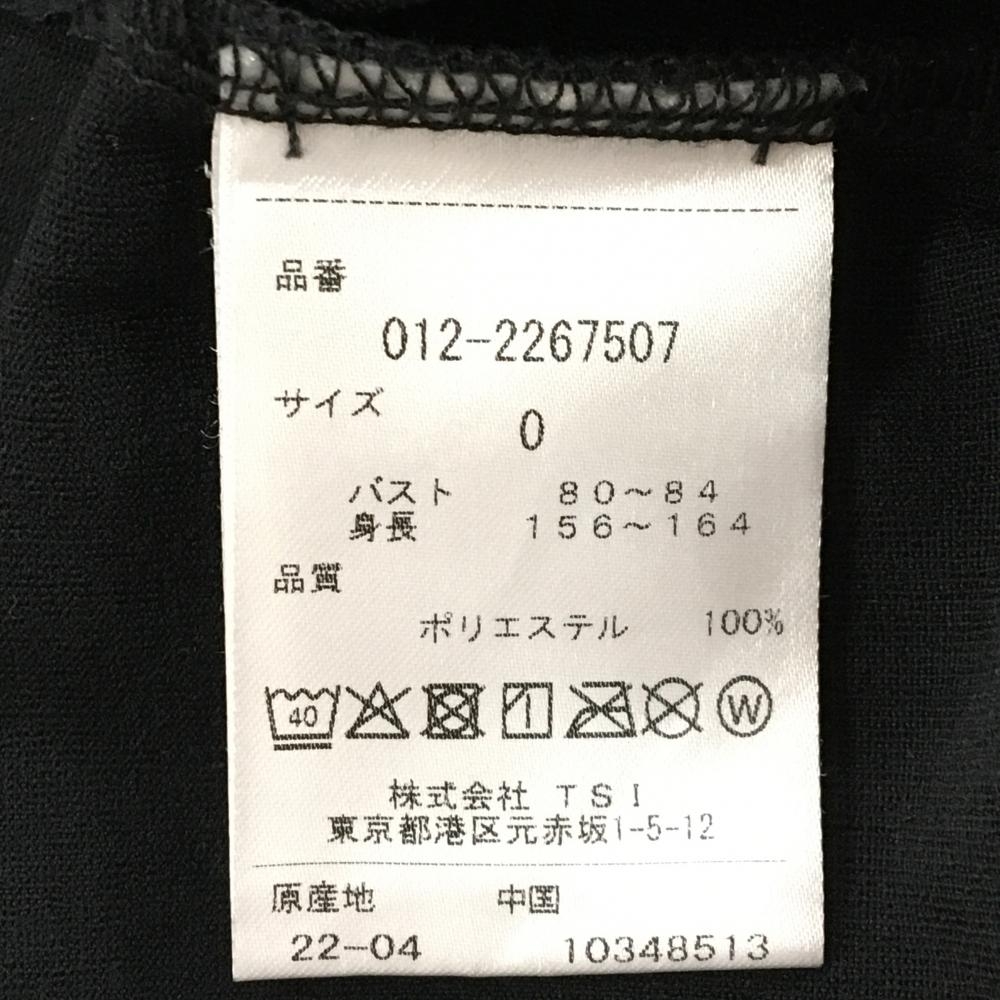 品番
012-2267507
サイズ
0
バスト 80～84
身長 156～164
品質
ポリエステル 100%
40 W
株式会社 TSI
東京都港区元赤坂1-5-12
原産地 中国
22-04 10348513